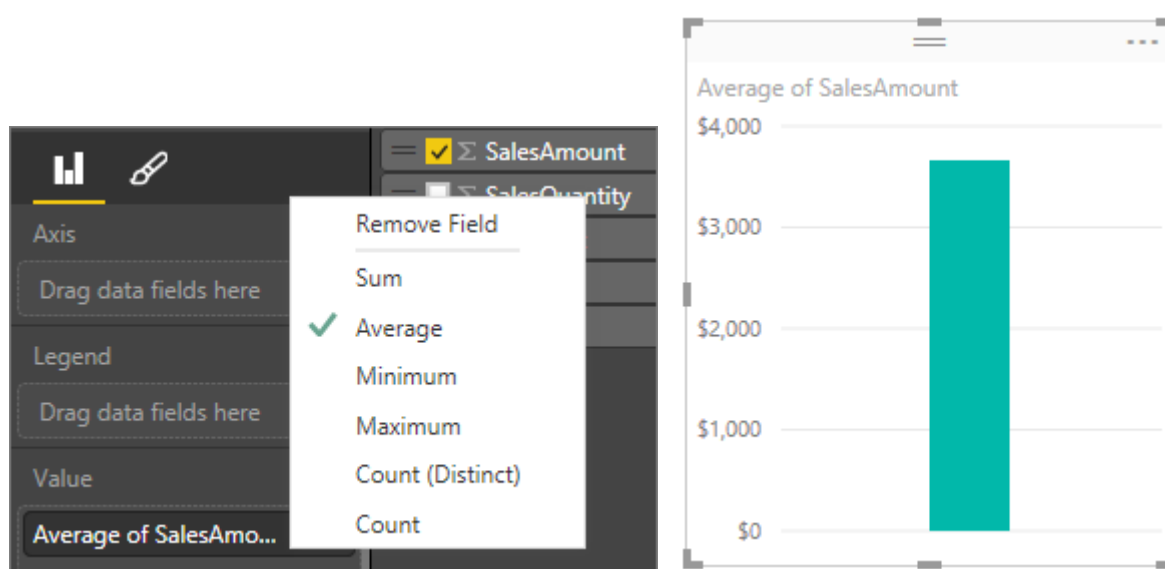 SalesAmount
SalesQuantity
Axis
Drag data fields here
Legend
Drag data fields here
Value
Average of SalesAmo...
Remove Field
Sum
Average
Minimum
Maximum
Count (Distinct)
Count
Average of SalesAmount
$4,000
$3,000
$2,000
$1,000
$0